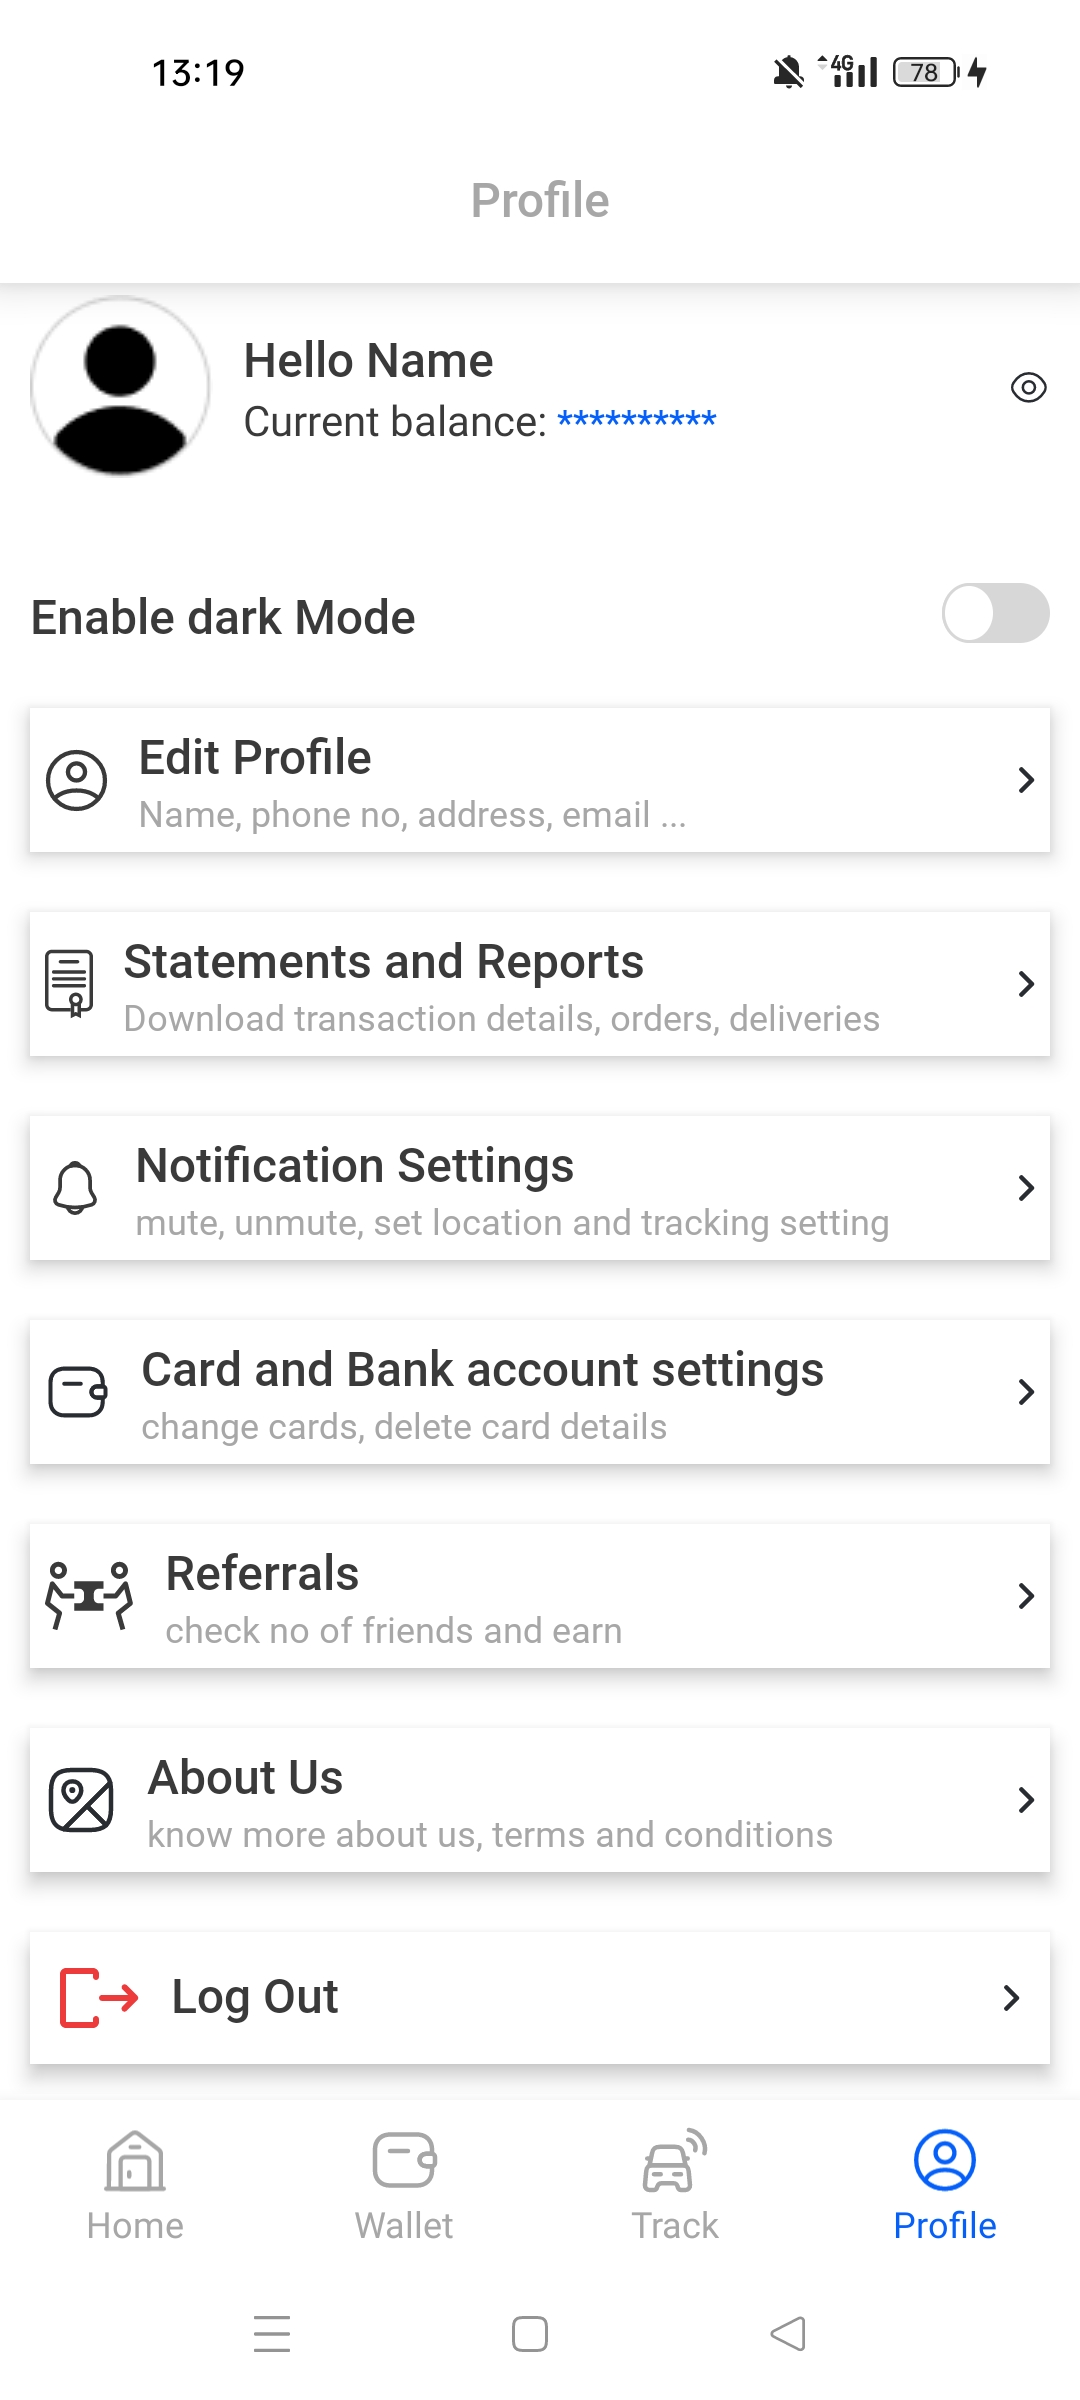 13:19
4G
78
Profile
Hello Name
Current balance: **********
Enable dark Mode
Edit Profile
Name, phone no, address, email ...
Statements and Reports
Download transaction details, orders, deliveries
Notification Settings
mute, unmute, set location and tracking setting
Card and Bank account settings
change cards, delete card details
Referrals
check no of friends and earn
About Us
know more about us, terms and conditions
Log Out
Home
Wallet
Track
Profile